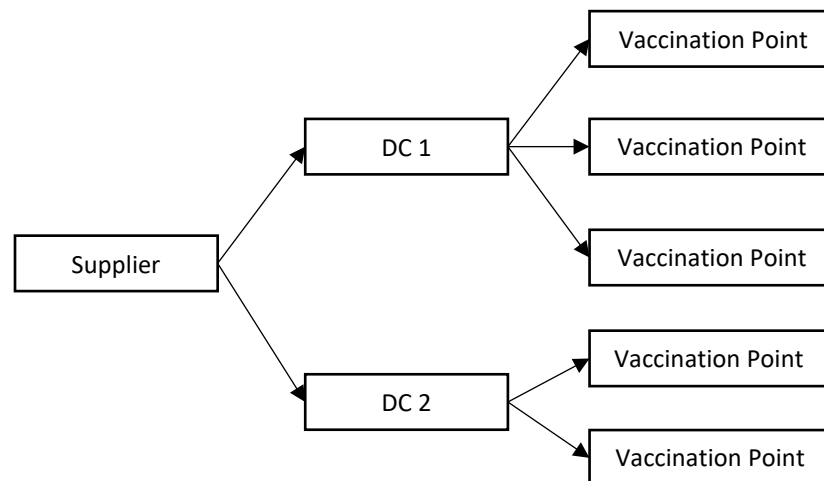 Vaccination Point
DC 1
Vaccination Point
Vaccination Point
Supplier
Vaccination Point
DC 2
Vaccination Point